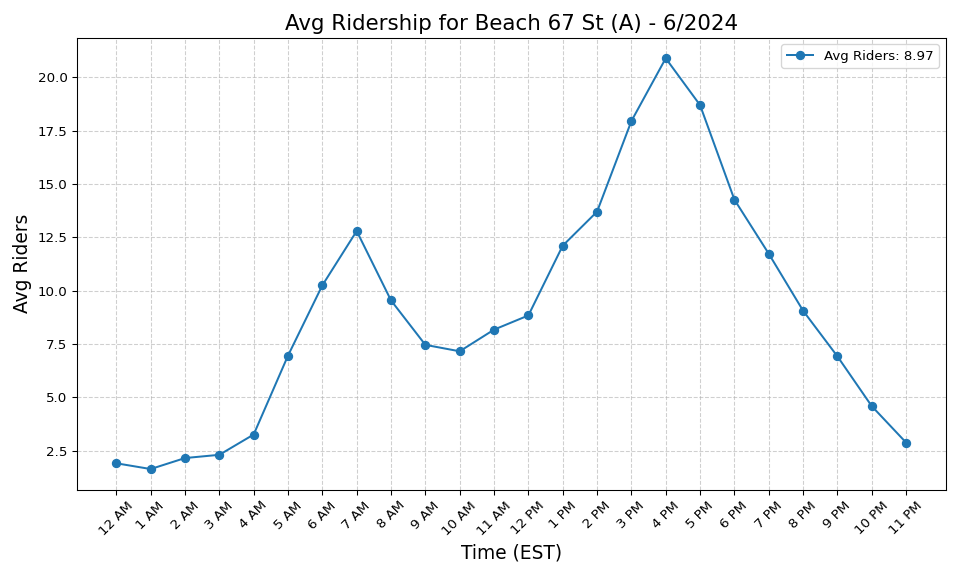 Avg Ridership for Beach 67 St (A) - 6/2024
Avg Riders: 8.97
20.0
17.5
15.0
12.5
10.0
7.5
5.0
2.5
Avg Riders
12 AM
1 AM
2 AM
3 AM
4 AM
5 AM
6 AM
7 AM
8 AM
9 AM
10 AM
11 AM
12 PM
1 PM
2 PM
3 PM
4 PM
5 PM
6 PM
7 PM
8 PM
9 PM
10 PM
11 PM
Time (EST)